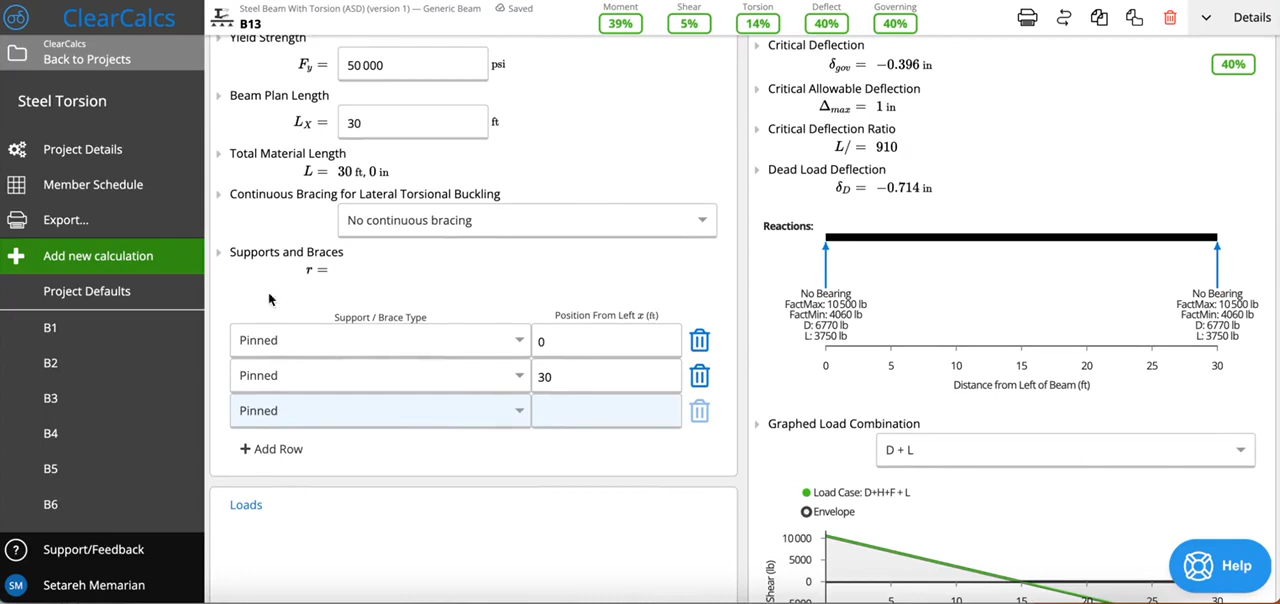 ClearCalcs
ClearCalcs
Back to Projects
Steel Torsion
Project Details
Member Schedule
Export...
Add new calculation
Project Defaults
B1
B2
B3
B4
B5
B6
Support/Feedback
SM
Setareh Memarian
Steel Beam With Torsion (ASD) (version 1) — Generic Beam
Saved
B13
Moment
39%
Shear
5%
Torsion
14%
Deflect
40%
Governing
40%
Details
Yield Strength
Fy = 50 000 psi
Beam Plan Length
LX = 30 ft
Total Material Length
L = 30 ft, 0 in
Continuous Bracing for Lateral Torsional Buckling
No continuous bracing
Supports and Braces
r =
Support / Brace Type
Position From Left x (ft)
Pinned 0
Pinned 30
Pinned
+ Add Row
Loads
Critical Deflection
δgov = −0.396 in
40%
Critical Allowable Deflection
Δmax = 1 in
Critical Deflection Ratio
L/ = 910
Dead Load Deflection
δD = −0.714 in
Reactions:
No Bearing
FactMax: 10 500 lb
FactMin: 4060 lb
D: 6770 lb
L: 3750 lb
No Bearing
FactMax: 10 500 lb
FactMin: 4060 lb
D: 6770 lb
L: 3750 lb
0 5 10 15 20 25 30
Distance from Left of Beam (ft)
Graphed Load Combination
D + L
Load Case: D+H+F + L
Envelope
Shear (lb)
10 000
5000
0
5000
0 5 10 15 20 25 30
Help